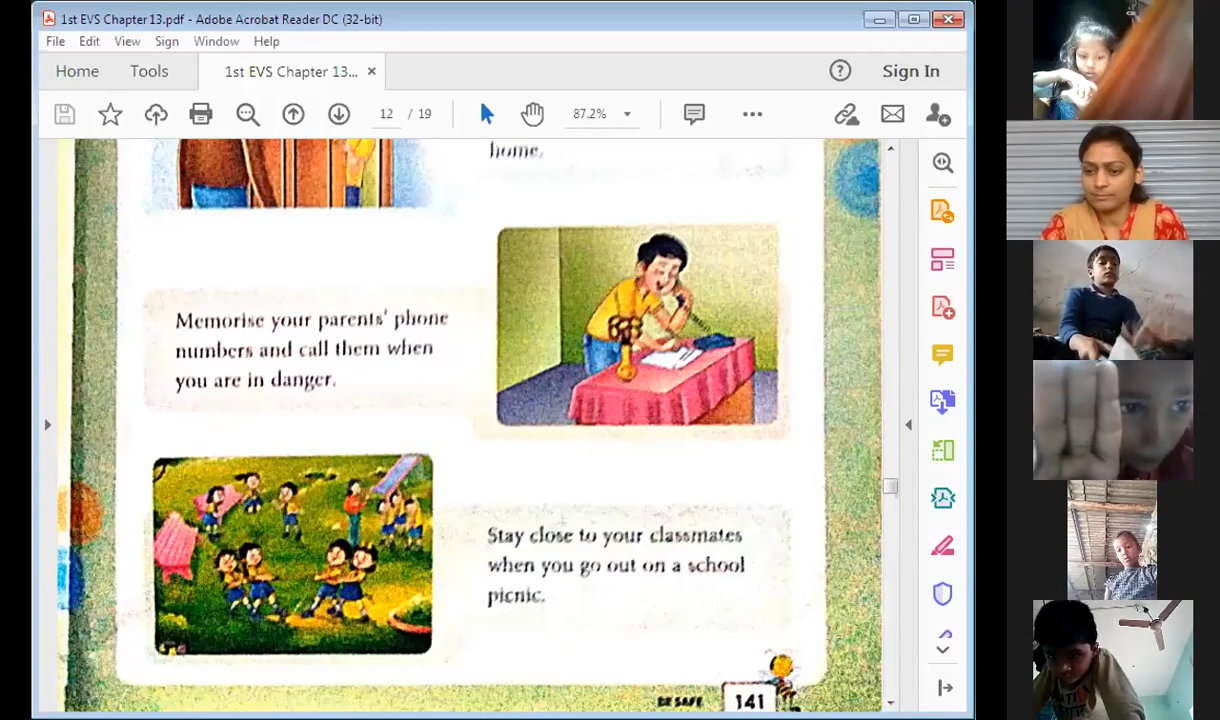 1st EVS Chapter 13.pdf - Adobe Acrobat Reader DC (32-bit)
File Edit View Sign Window Help
Home Tools 1st EVS Chapter 13... × Sign In
12 / 19 87.2%
home.
Memorise your parents' phone
numbers and call them when
you are in danger.
Stay close to your classmates
when you go out on a school
picnic.
BE SAFE 141